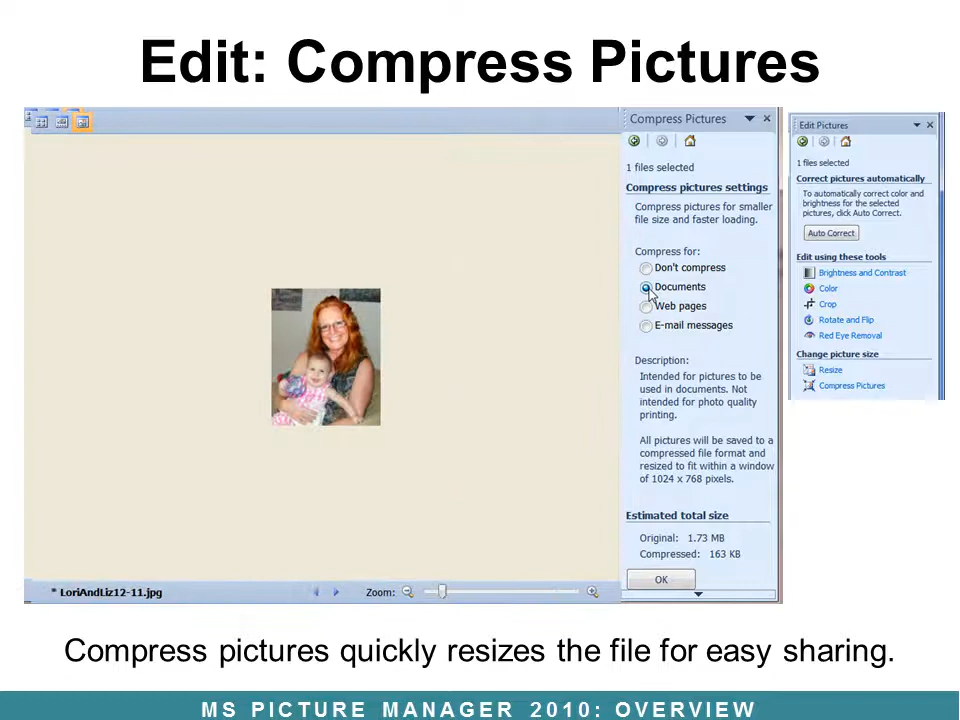 Edit: Compress Pictures
Compress Pictures
1 files selected
Compress pictures settings
Compress pictures for smaller
file size and faster loading.
Compress for:
Don't compress
Documents
Web pages
E-mail messages
Description:
Intended for pictures to be
used in documents. Not
intended for photo quality
printing.
All pictures will be saved to a
compressed file format and
resized to fit within a window
of 1024 x 768 pixels.
Estimated total size
Original: 1.73 MB
Compressed: 163 KB
OK
Edit Pictures
1 files selected
Correct pictures automatically
To automatically correct color and
brightness for the selected
pictures, click Auto Correct.
Auto Correct
Edit using these tools
Brightness and Contrast
Color
Crop
Rotate and Flip
Red Eye Removal
Change picture size
Resize
Compress Pictures
* LoriAndLiz12-11.jpg
Zoom:
Compress pictures quickly resizes the file for easy sharing.
MS PICTURE MANAGER 2010: OVERVIEW